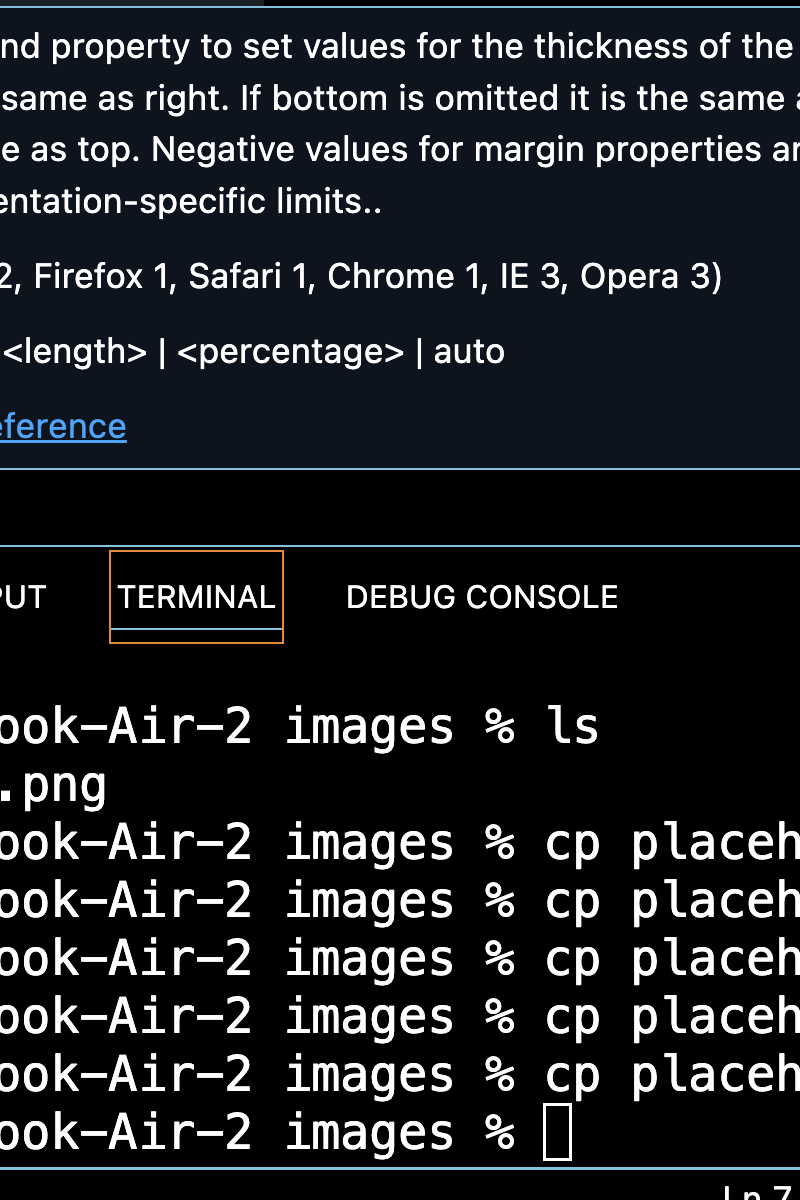 nd property to set values for the thickness of the
same as right. If bottom is omitted it is the same a
e as top. Negative values for margin properties ar
entation-specific limits..
2, Firefox 1, Safari 1, Chrome 1, IE 3, Opera 3)
<length> | <percentage> | auto
eference
PUT TERMINAL DEBUG CONSOLE
ook-Air-2 images % ls
.png
ook-Air-2 images % cp placeh
ook-Air-2 images % cp placeh
ook-Air-2 images % cp placeh
ook-Air-2 images % cp placeh
ook-Air-2 images % cp placeh
ook-Air-2 images %
Ln 7